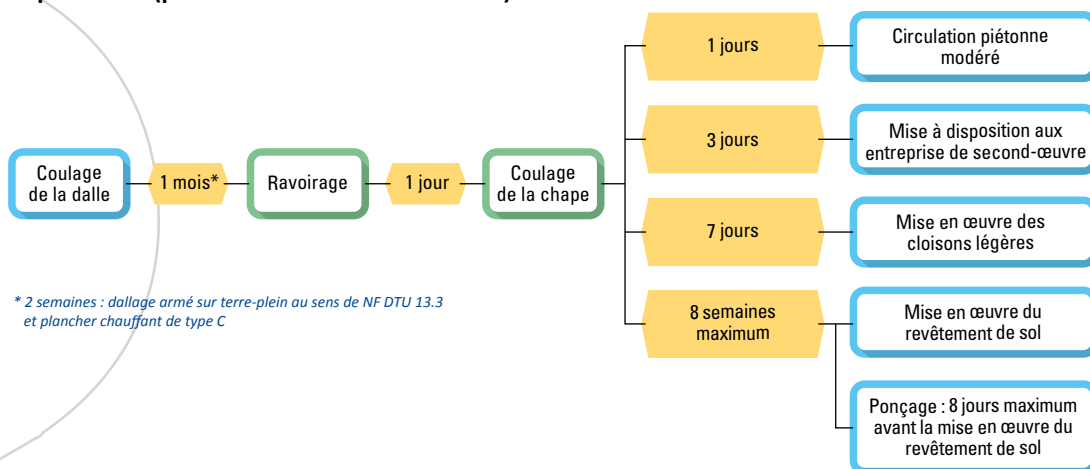 1 jours
Circulation piétonne
modéré
3 jours
Mise à disposition aux
entreprise de second-œuvre
Coulage
de la dalle
1 mois*
Ravoirage
1 jour
Coulage
de la chape
7 jours
Mise en œuvre des
cloisons légères
* 2 semaines : dallage armé sur terre-plein au sens de NF DTU 13.3
et plancher chauffant de type C
8 semaines
maximum
Mise en œuvre du
revêtement de sol
Ponçage : 8 jours maximum
avant la mise en œuvre du
revêtement de sol